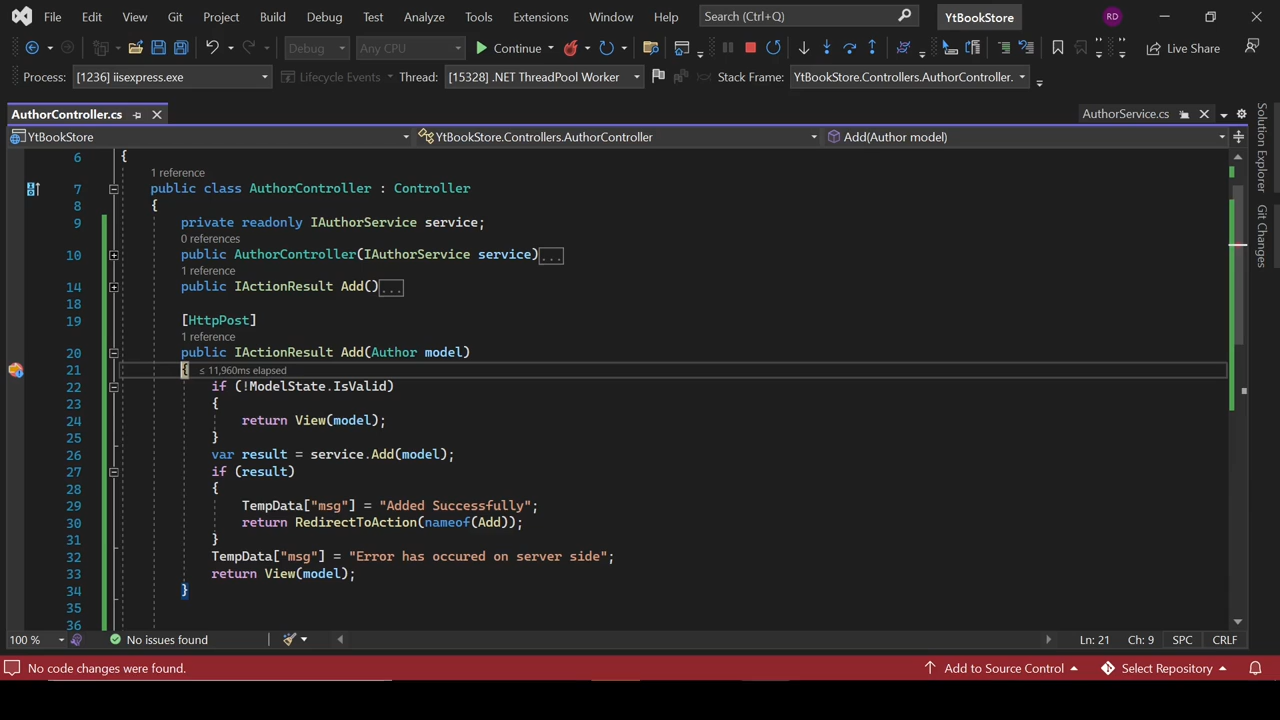 File Edit View Git Project Build Debug Test Analyze Tools Extensions Window Help Search (Ctrl+Q) YtBookStore RD
Debug Any CPU Continue Live Share
Process: [1236] iisexpress.exe Lifecycle Events Thread: [15328] .NET ThreadPool Worker Stack Frame: YtBookStore.Controllers.AuthorController.
AuthorController.cs AuthorService.cs
YtBookStore YtBookStore.Controllers.AuthorController Add(Author model)
Solution Explorer
Git Changes
6 {
1 reference
7 public class AuthorController : Controller
8 {
9 private readonly IAuthorService service;
0 references
10 public AuthorController(IAuthorService service)...
1 reference
14 public IActionResult Add()...
18
19 [HttpPost]
1 reference
20 public IActionResult Add(Author model)
21 { ≤ 11,960ms elapsed
22 if (!ModelState.IsValid)
23 {
24 return View(model);
25 }
26 var result = service.Add(model);
27 if (result)
28 {
29 TempData["msg"] = "Added Successfully";
30 return RedirectToAction(nameof(Add));
31 }
32 TempData["msg"] = "Error has occured on server side";
33 return View(model);
34 }
35
36
100 % No issues found Ln: 21 Ch: 9 SPC CRLF
No code changes were found. Add to Source Control Select Repository